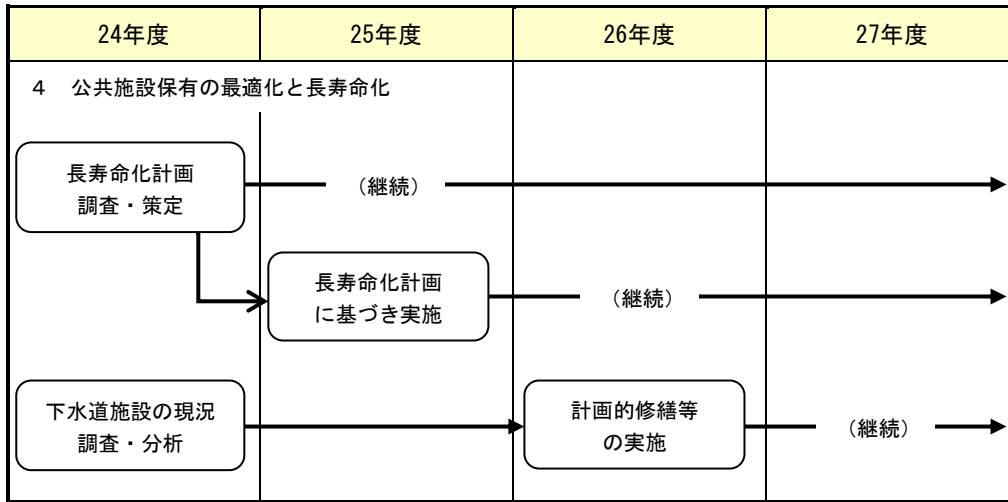 24年度 25年度 26年度 27年度
4 公共施設保有の最適化と長寿命化
長寿命化計画
調査・策定
（継続）
長寿命化計画
に基づき実施
（継続）
下水道施設の現況
調査・分析
計画的修繕等
の実施
（継続）